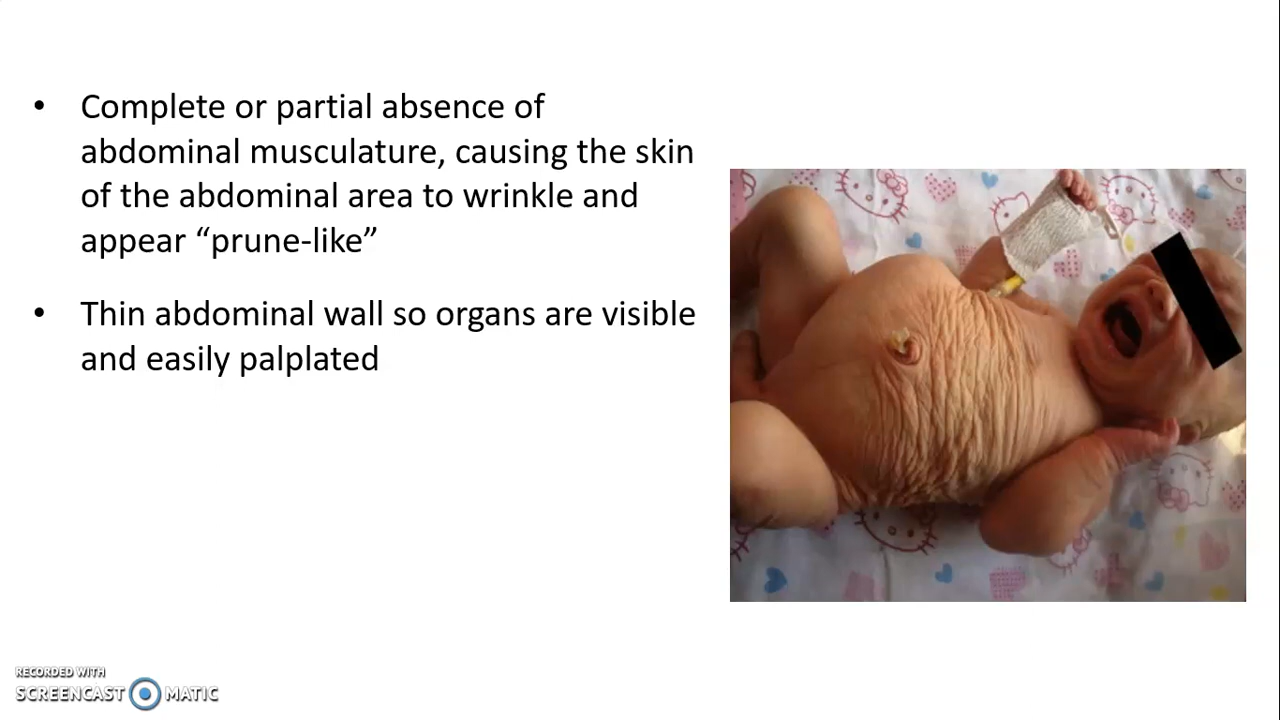 • Complete or partial absence of
abdominal musculature, causing the skin
of the abdominal area to wrinkle and
appear “prune-like”
• Thin abdominal wall so organs are visible
and easily palplated
RECORDED WITH
SCREENCAST MATIC